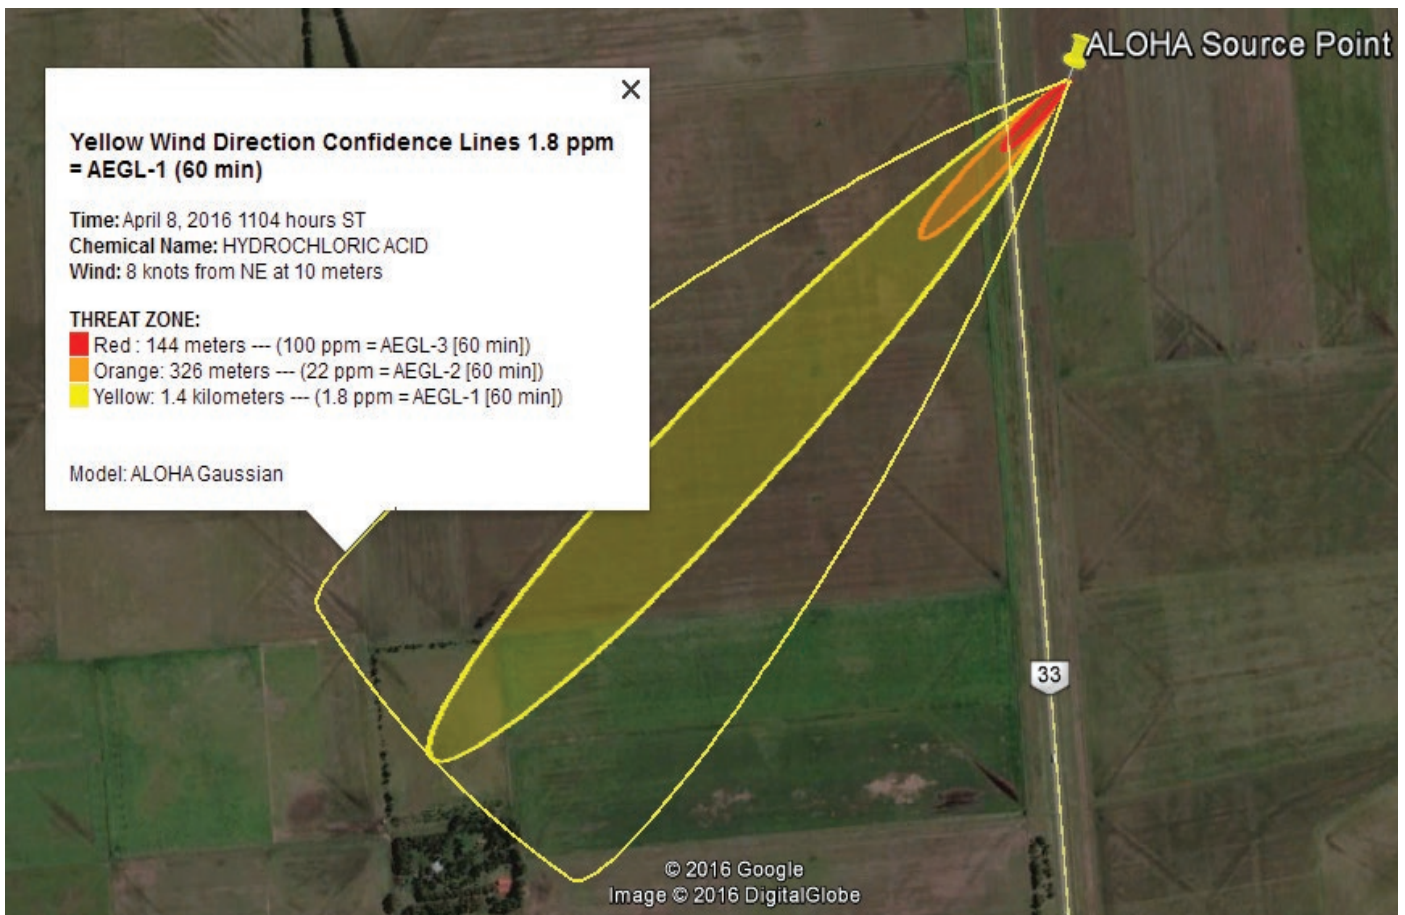 ALOHA Source Point
Yellow Wind Direction Confidence Lines 1.8 ppm
= AEGL-1 (60 min)
Time: April 8, 2016 1104 hours ST
Chemical Name: HYDROCHLORIC ACID
Wind: 8 knots from NE at 10 meters
THREAT ZONE:
Red : 144 meters --- (100 ppm = AEGL-3 [60 min])
Orange: 326 meters --- (22 ppm = AEGL-2 [60 min])
Yellow: 1.4 kilometers --- (1.8 ppm = AEGL-1 [60 min])
Model: ALOHA Gaussian
33
© 2016 Google
Image © 2016 DigitalGlobe